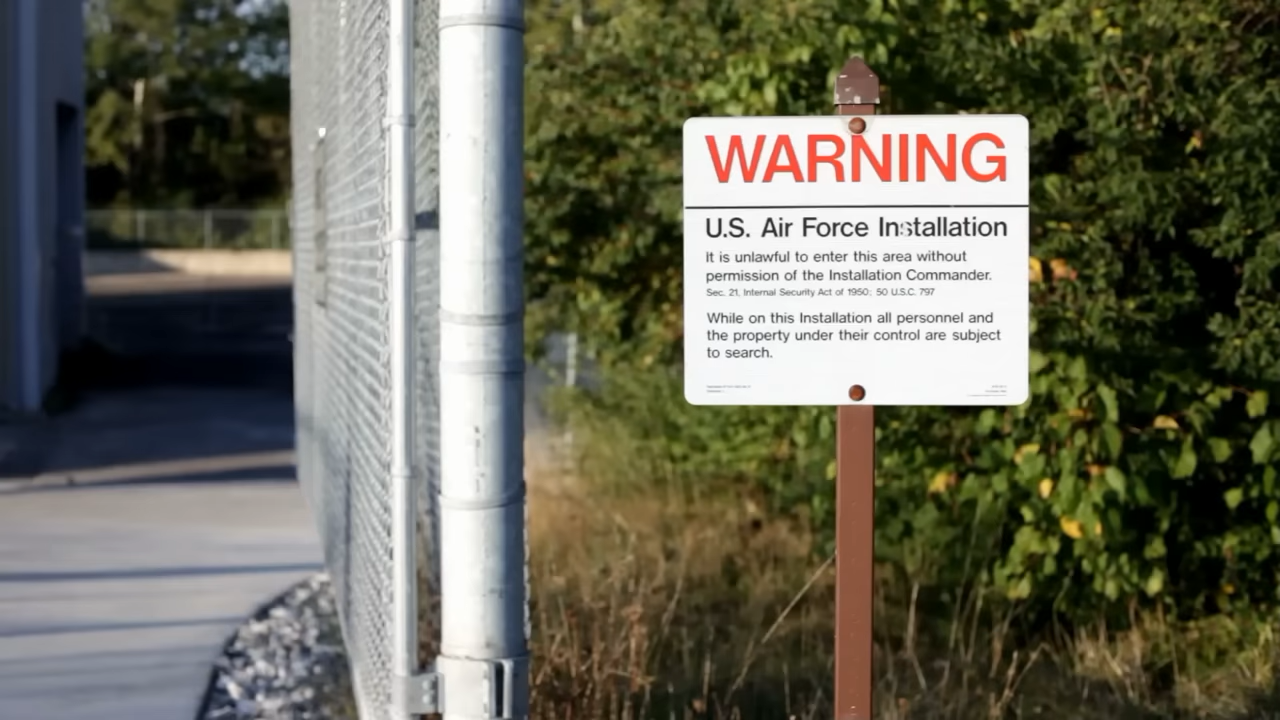 WARNING
U.S. Air Force Installation
It is unlawful to enter this area without
permission of the Installation Commander.
Sec. 21, Internal Security Act of 1950; 50 U.S.C. 797
While on this Installation all personnel and
the property under their control are subject
to search.